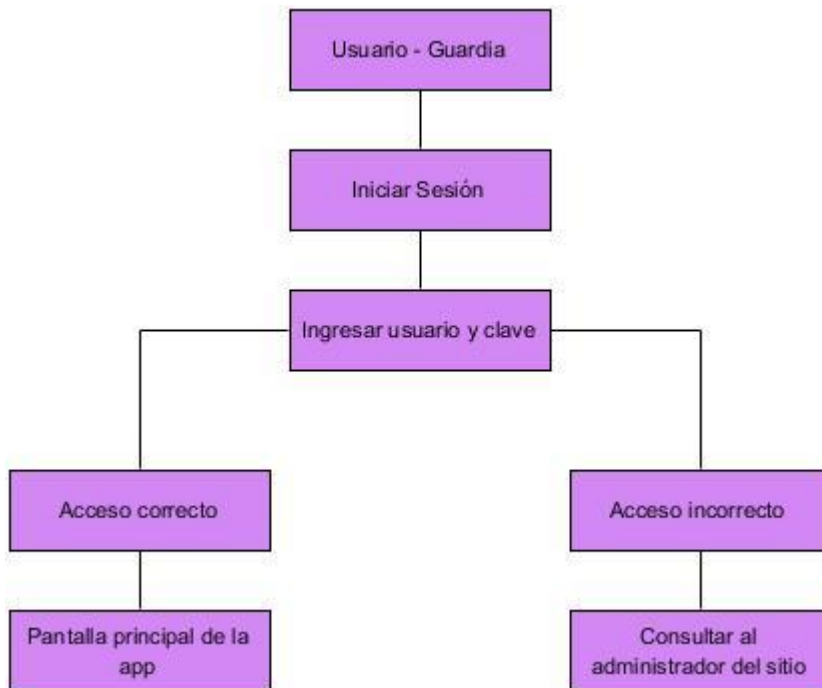 Usuario - Guardia
Iniciar Sesión
Ingresar usuario y clave
Acceso correcto
Acceso incorrecto
Pantalla principal de la
app
Consultar al
administrador del sitio